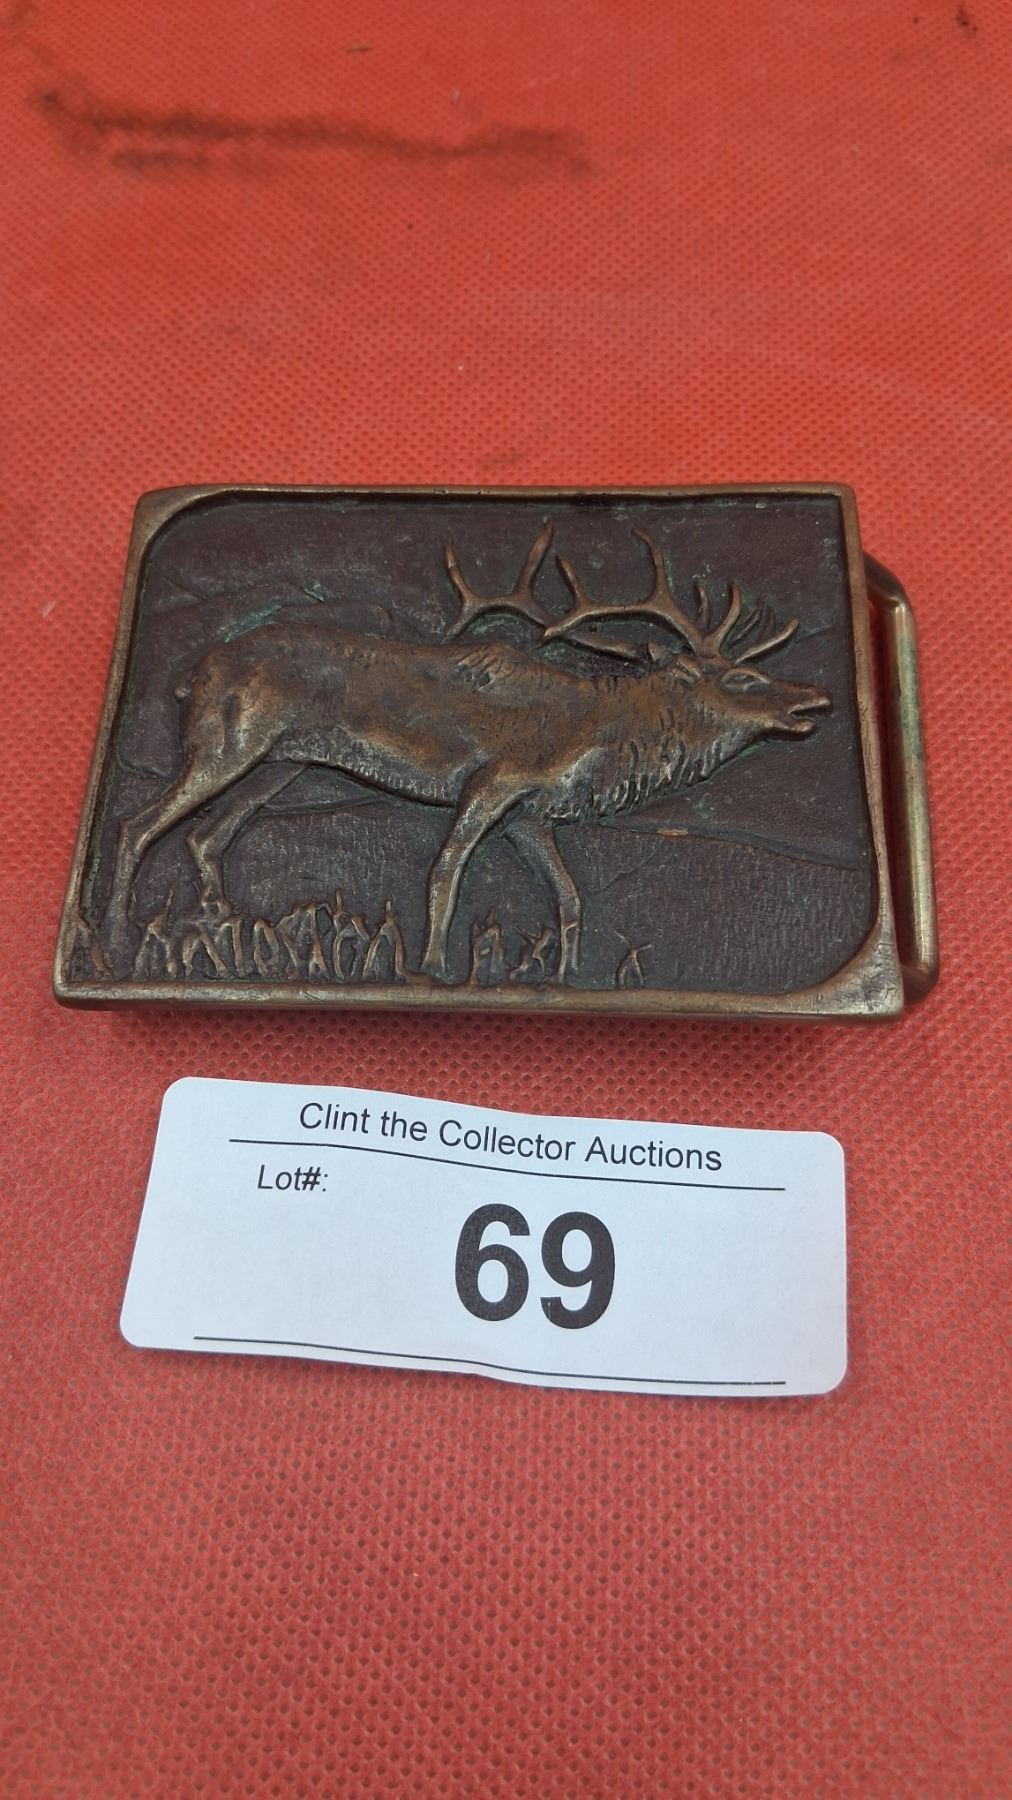 Clint the Collector Auctions
Lot#:
69